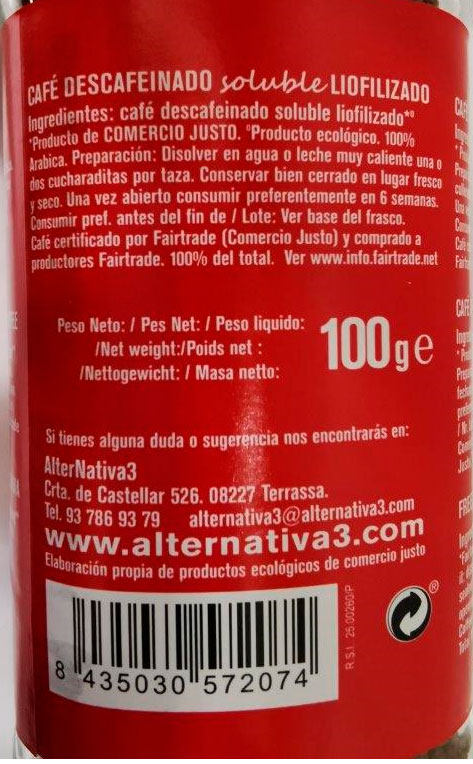 CAFÉ DESCAFEINADO soluble LIOFILIZADO
Ingredientes: café descafeinado soluble liofilizado*º
*Producto de COMERCIO JUSTO. ºProducto ecológico. 100%
Arabica. Preparación: Disolver en agua o leche muy caliente una o
dos cucharaditas por taza. Conservar bien cerrado en lugar fresco
y seco. Una vez abierto consumir preferentemente en 6 semanas.
Consumir pref. antes del fin de / Lote: Ver base del frasco.
Café certificado por Fairtrade (Comercio Justo) y comprado a
productores Fairtrade. 100% del total. Ver www.info.fairtrade.net
Peso Neto: / Pes Net: / Peso liquido:
/Net weight:/Poids net :
/Nettogewicht: / Masa netto:
100g e
Si tienes alguna duda o sugerencia nos encontrarás en:
AlterNativa3
Crta. de Castellar 526. 08227 Terrassa.
Tel. 93 786 93 79 alternativa3@alternativa3.com
www.alternativa3.com
Elaboración propia de productos ecológicos de comercio justo
8 435030 572074
R.S.I. 25.00260/P
®